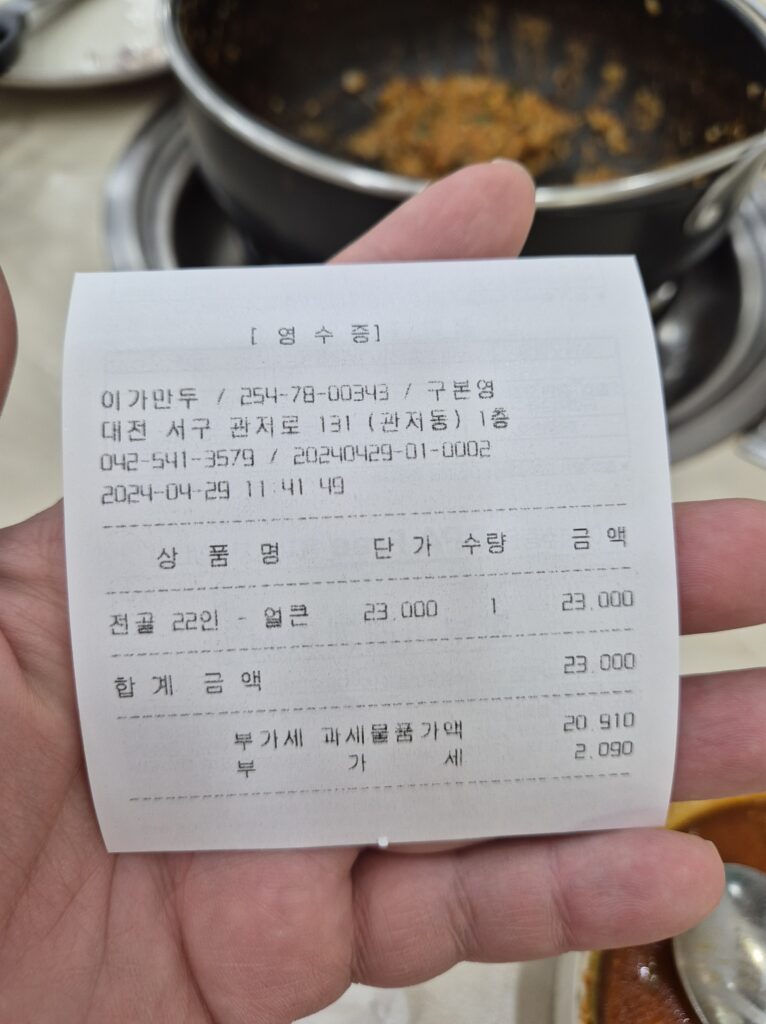 [ 영 수 증]
이가만두 / 254-78-00343 / 구본영
대전 서구 관저로 131 (관저동) 1층
042-541-3579 / 20240429-01-0002
2024-04-29 11:41:49
상 품 명 단 가 수량 금 액
전골 22인 - 얼큰 23,000 1 23,000
합 계 금 액 23,000
부가세 과세물품가액 20,910
부 가 세 2,090